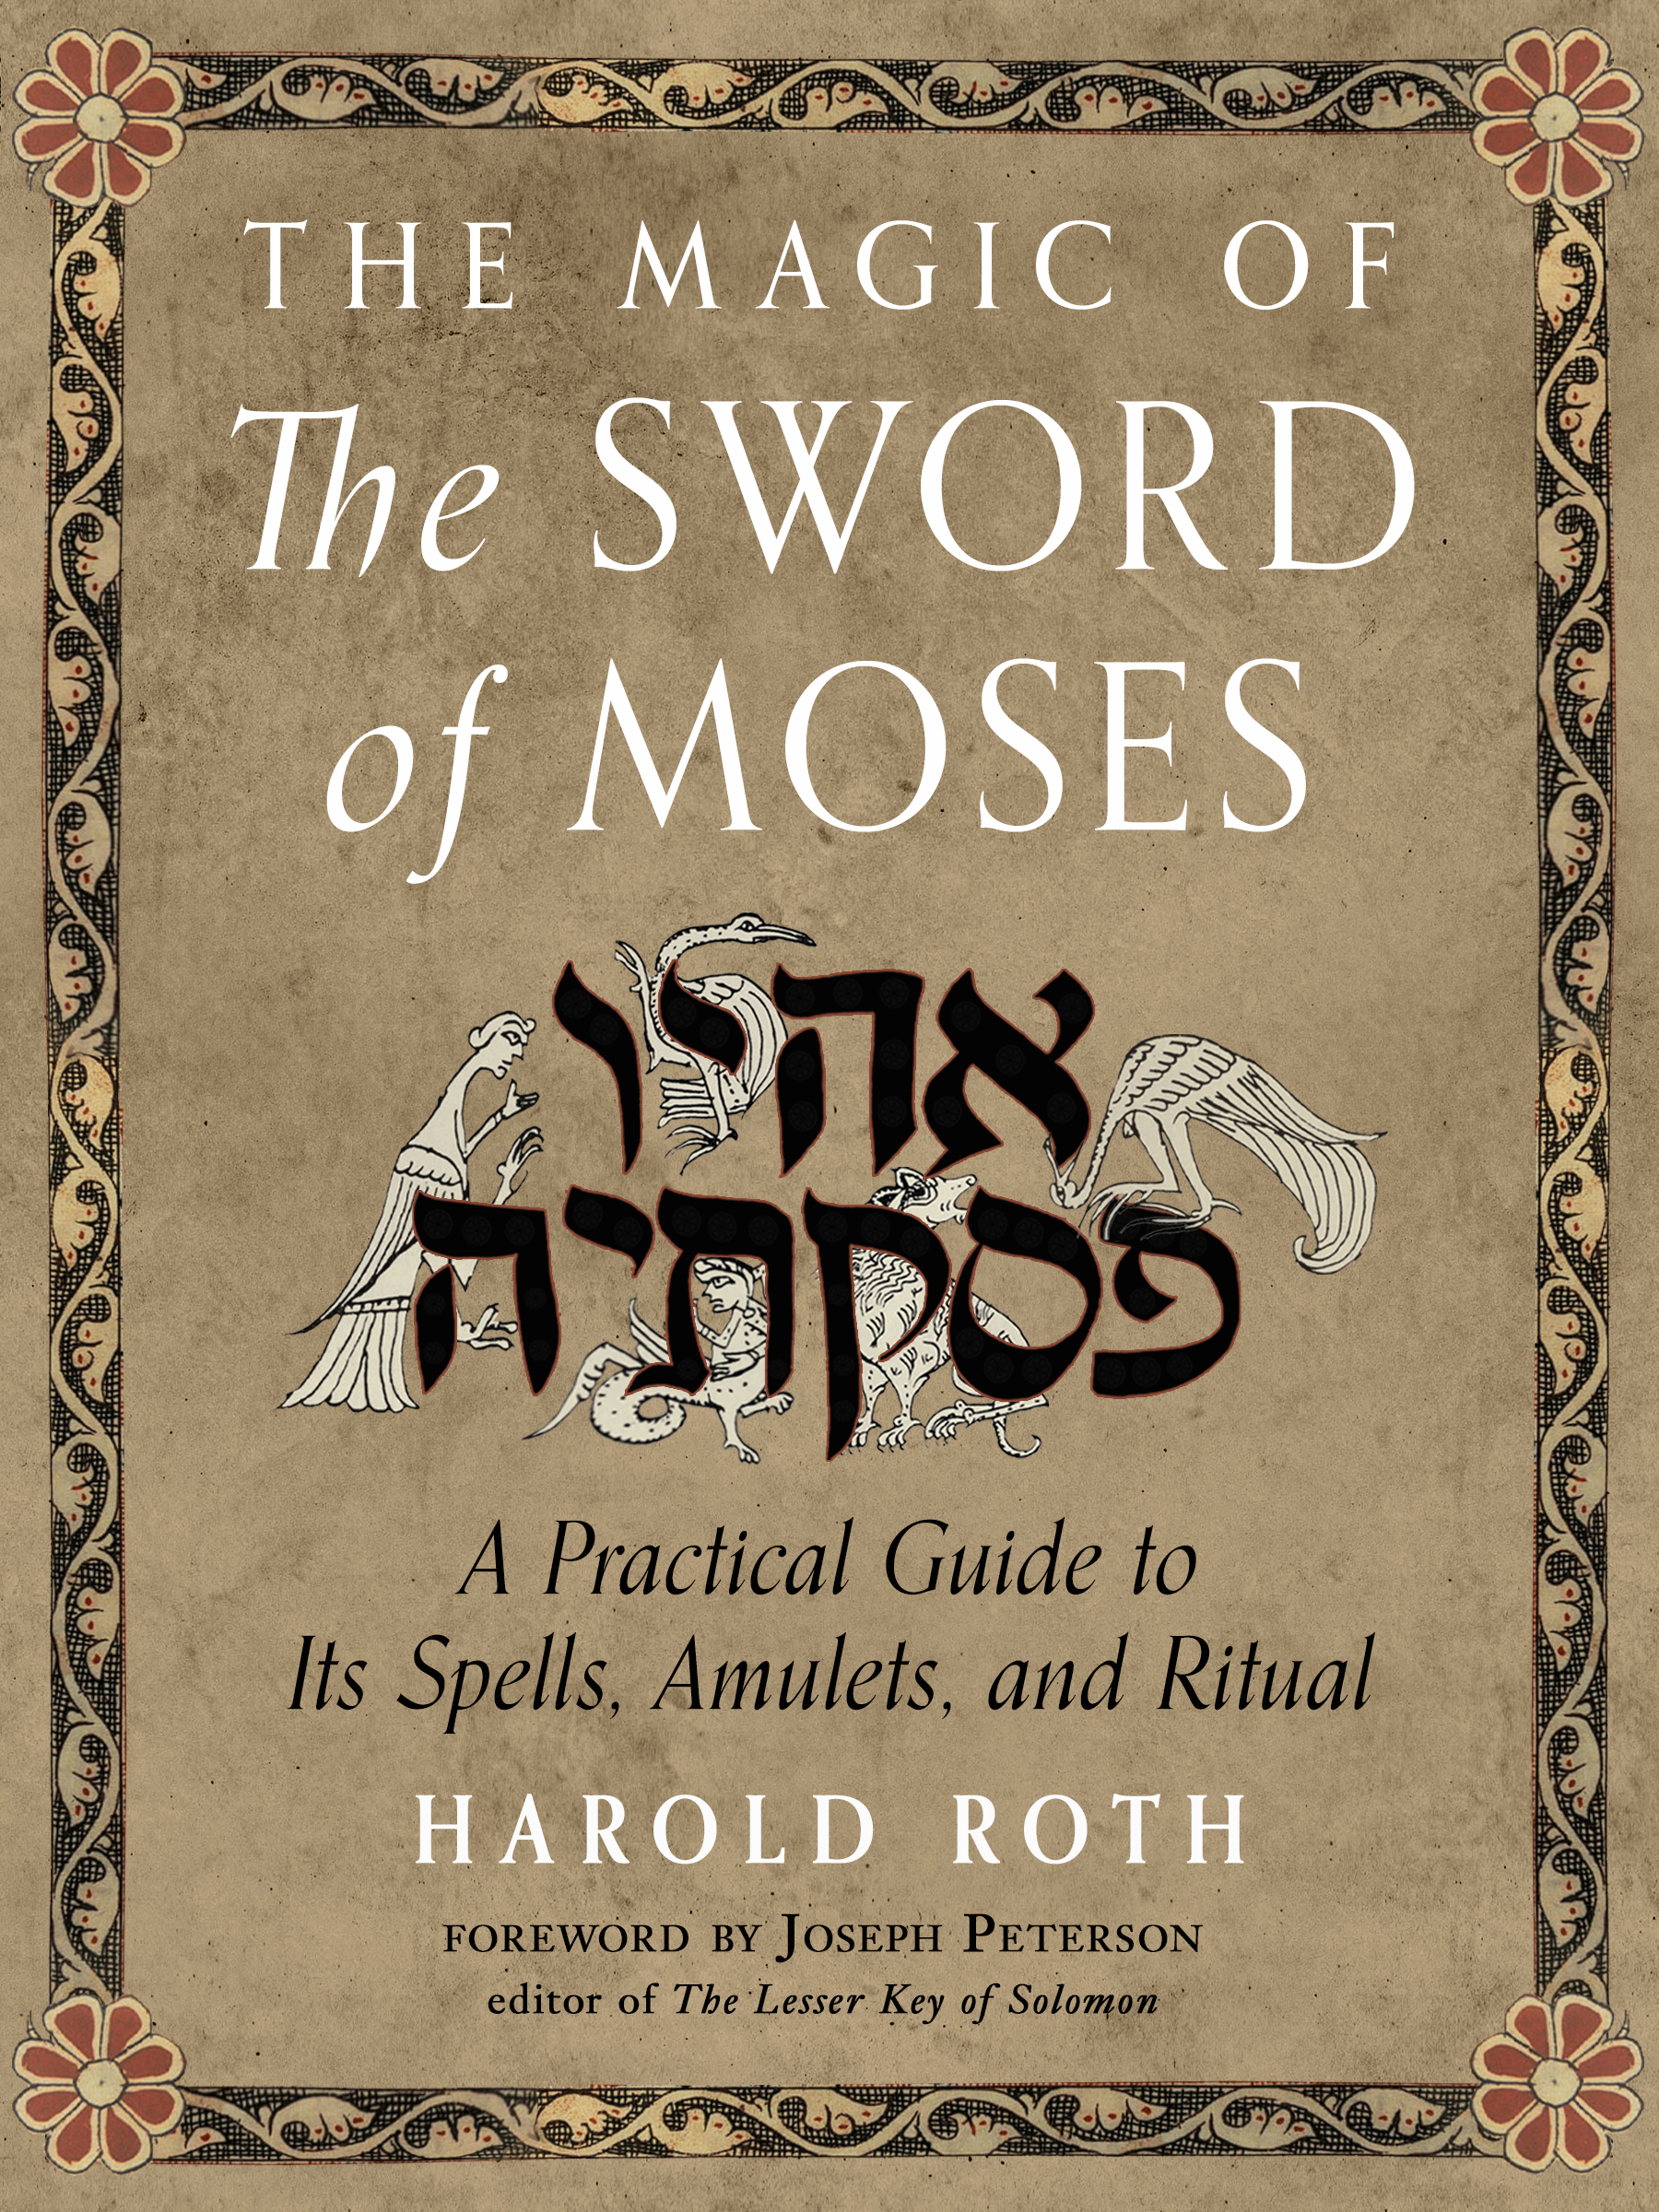 THE MAGIC OF
The SWORD
of MOSES
אהיו
פסקתיה
A Practical Guide to
Its Spells, Amulets, and Ritual
HAROLD ROTH
FOREWORD BY JOSEPH PETERSON
editor of The Lesser Key of Solomon